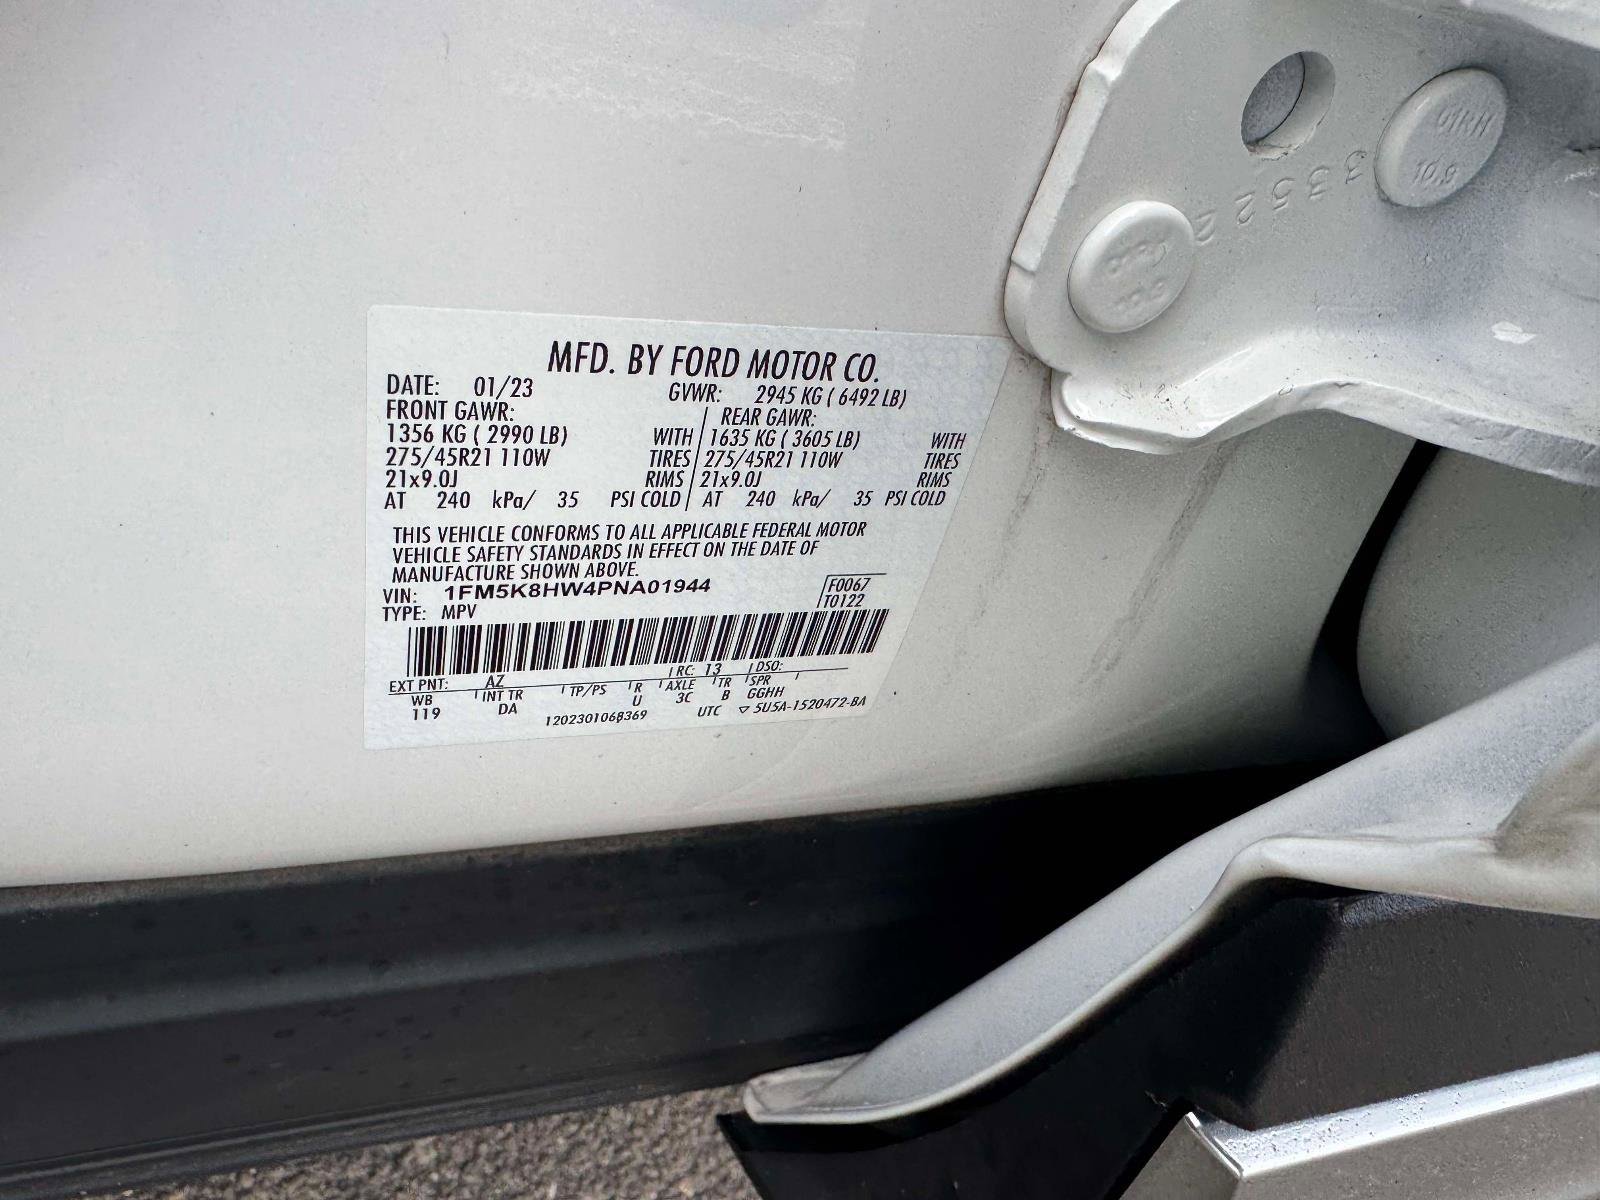 MFD. BY FORD MOTOR CO.
DATE: 01/23 GVWR: 2945 KG ( 6492 LB)
FRONT GAWR: REAR GAWR:
1356 KG ( 2990 LB) WITH 1635 KG ( 3605 LB) WITH
275/45R21 110W TIRES 275/45R21 110W TIRES
21x9.0J RIMS 21x9.0J RIMS
AT 240 kPa/ 35 PSI COLD AT 240 kPa/ 35 PSI COLD
THIS VEHICLE CONFORMS TO ALL APPLICABLE FEDERAL MOTOR
VEHICLE SAFETY STANDARDS IN EFFECT ON THE DATE OF
MANUFACTURE SHOWN ABOVE.
VIN: 1FM5K8HW4PNA01944 F0067
TYPE: MPV T0122
EXT PNT: AZ RC: 13 DSO:
WB INT TR TP/PS R AXLE TR SPR
119 DA U 3C B GGHH
1202301068369 UTC 5U5A-1520472-BA
33522